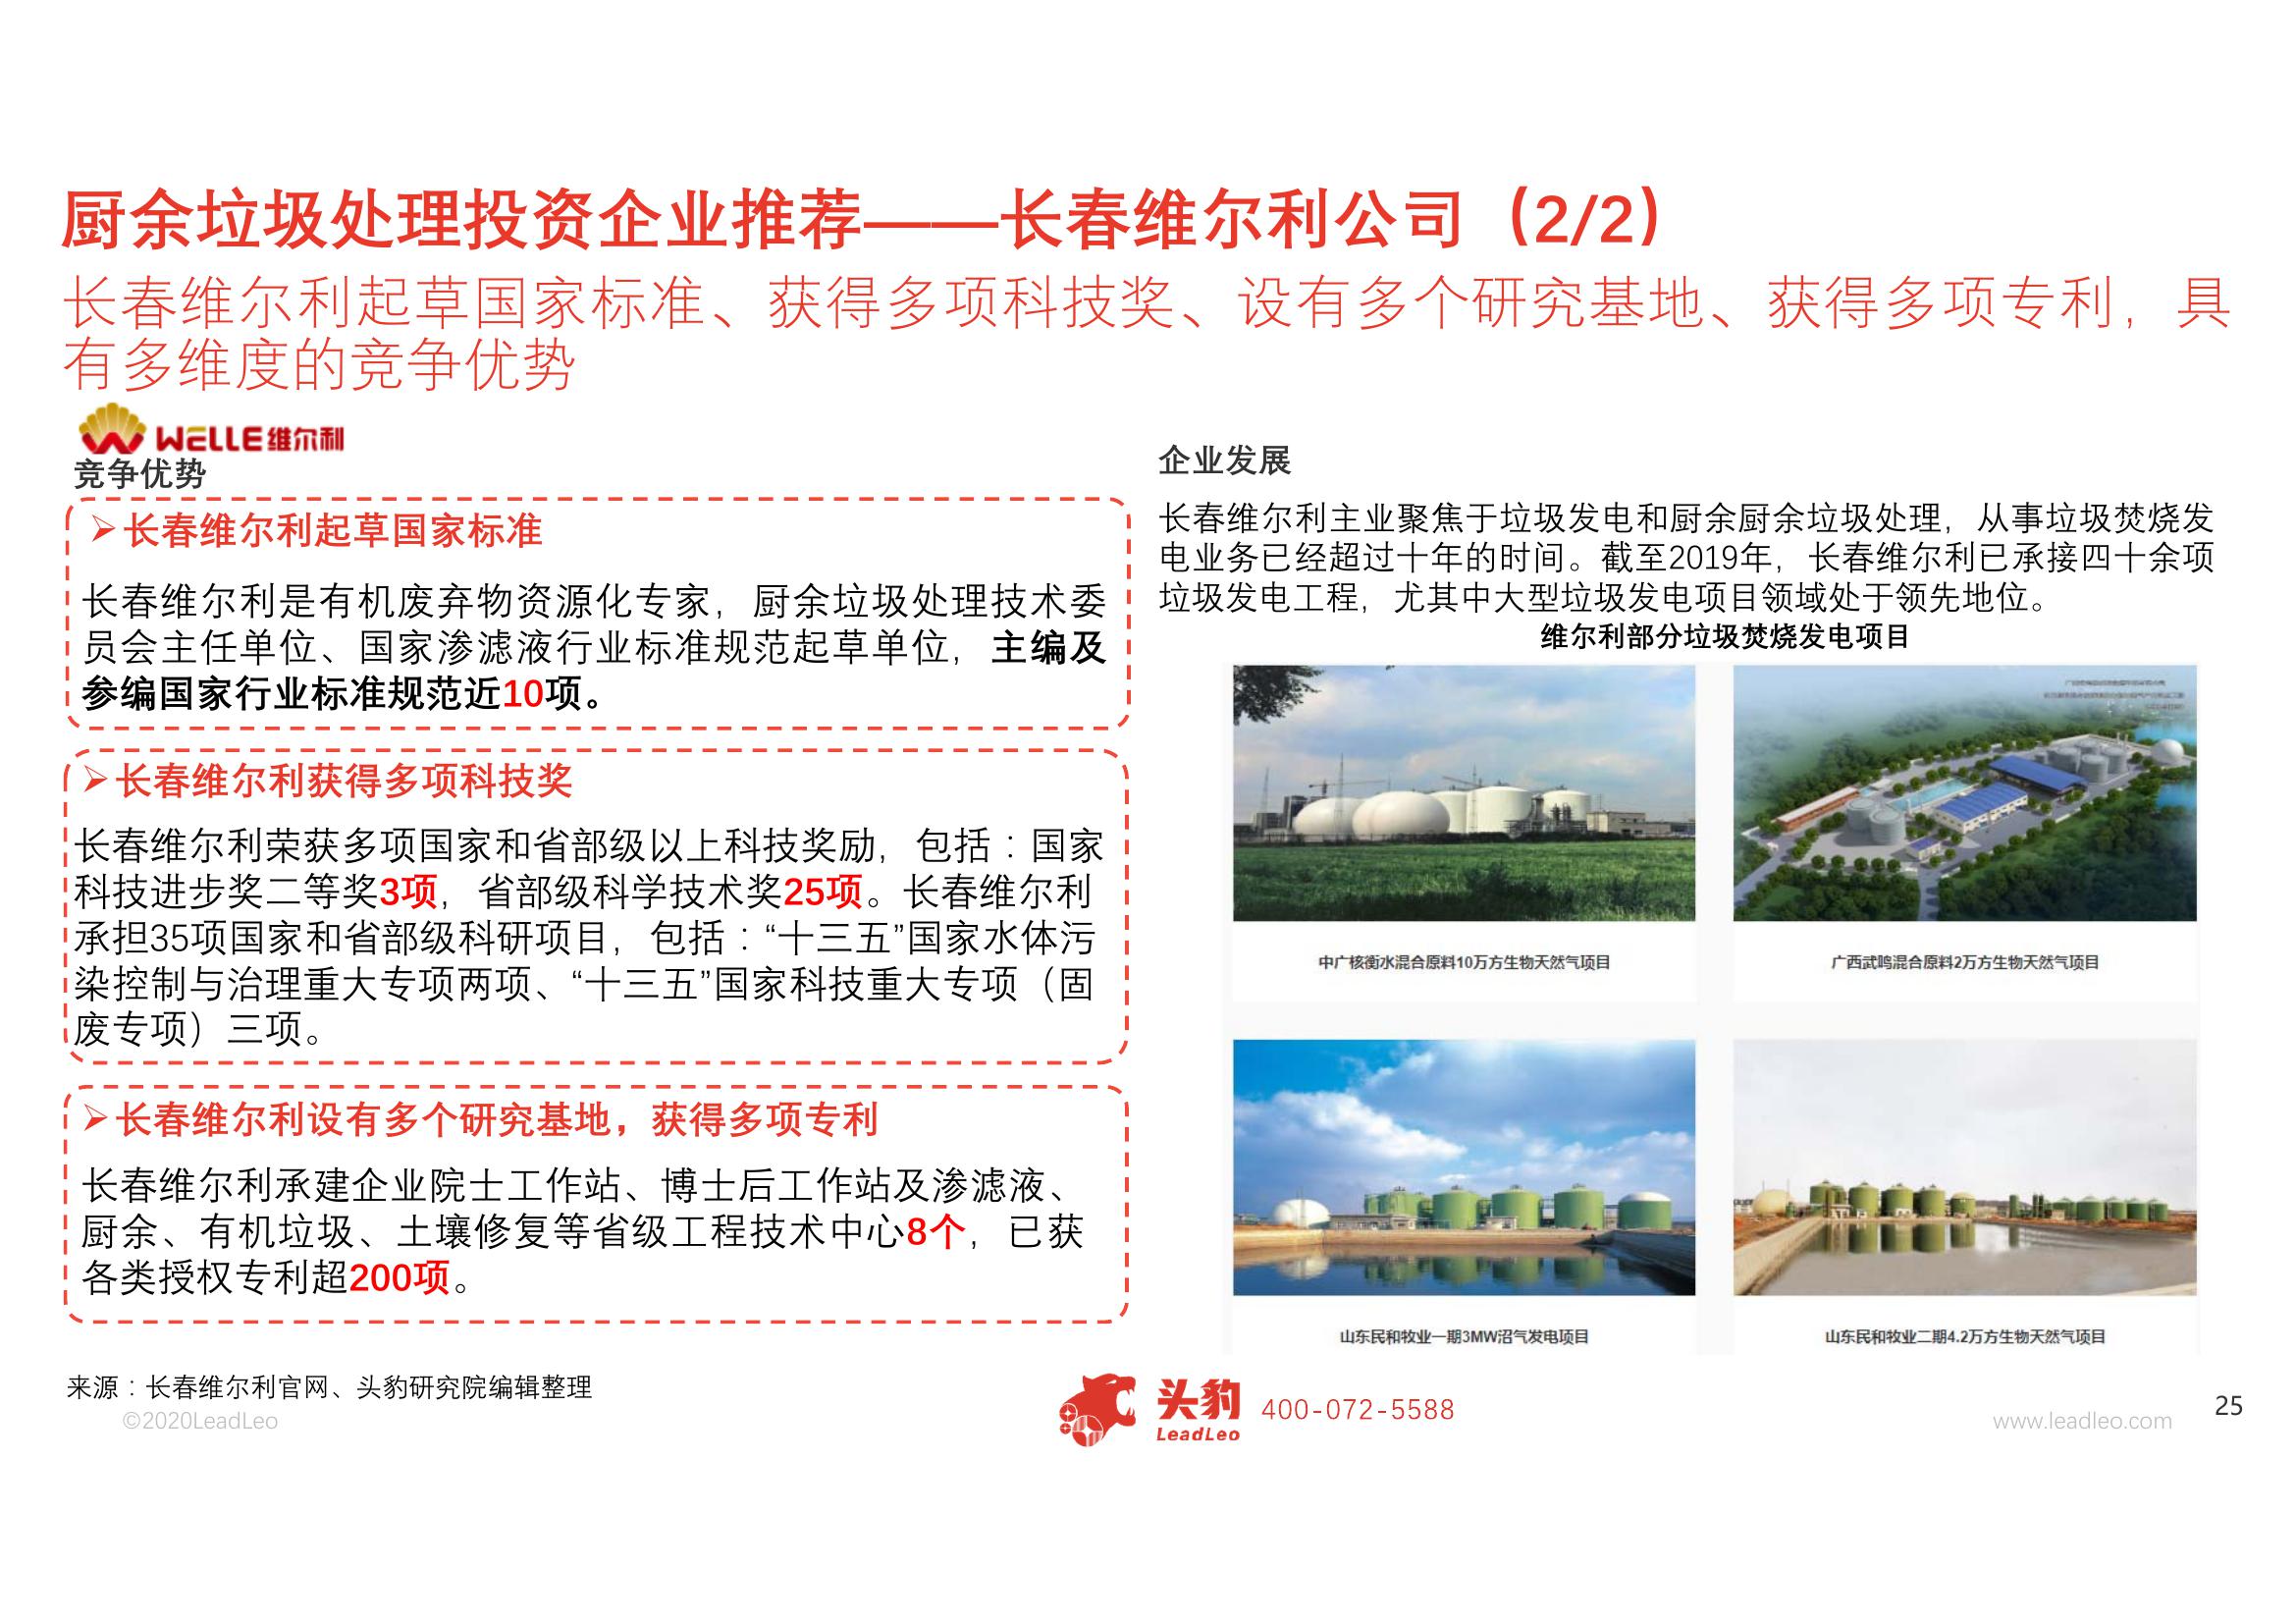 厨余垃圾处理投资企业推荐——长春维尔利公司（2/2）
长春维尔利起草国家标准、获得多项科技奖、设有多个研究基地、获得多项专利，具
有多维度的竞争优势
WELLE维尔利
竞争优势
➢长春维尔利起草国家标准
长春维尔利是有机废弃物资源化专家，厨余垃圾处理技术委
员会主任单位、国家渗滤液行业标准规范起草单位，主编及
参编国家行业标准规范近10项。
➢长春维尔利获得多项科技奖
长春维尔利荣获多项国家和省部级以上科技奖励，包括：国家
科技进步奖二等奖3项，省部级科学技术奖25项。长春维尔利
承担35项国家和省部级科研项目，包括：“十三五”国家水体污
染控制与治理重大专项两项、“十三五”国家科技重大专项（固
废专项）三项。
➢长春维尔利设有多个研究基地，获得多项专利
长春维尔利承建企业院士工作站、博士后工作站及渗滤液、
厨余、有机垃圾、土壤修复等省级工程技术中心8个，已获
各类授权专利超200项。
企业发展
长春维尔利主业聚焦于垃圾发电和厨余厨余垃圾处理，从事垃圾焚烧发
电业务已经超过十年的时间。截至2019年，长春维尔利已承接四十余项
垃圾发电工程，尤其中大型垃圾发电项目领域处于领先地位。
维尔利部分垃圾焚烧发电项目
中广核衡水混合原料10万方生物天然气项目
广西武鸣混合原料2万方生物天然气项目
山东民和牧业一期3MW沼气发电项目
山东民和牧业二期4.2万方生物天然气项目
来源：长春维尔利官网、头豹研究院编辑整理
©2020LeadLeo
头豹
LeadLeo
400-072-5588
www.leadleo.com
25